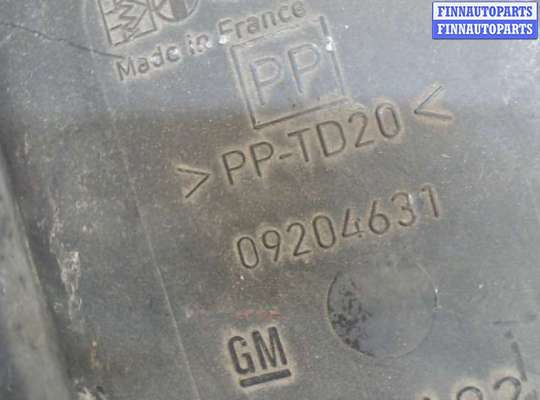 FINNAUTOPARTS
FINNAUTOPARTS
Made in France
PP
>PP-TD20<
09204631
GM